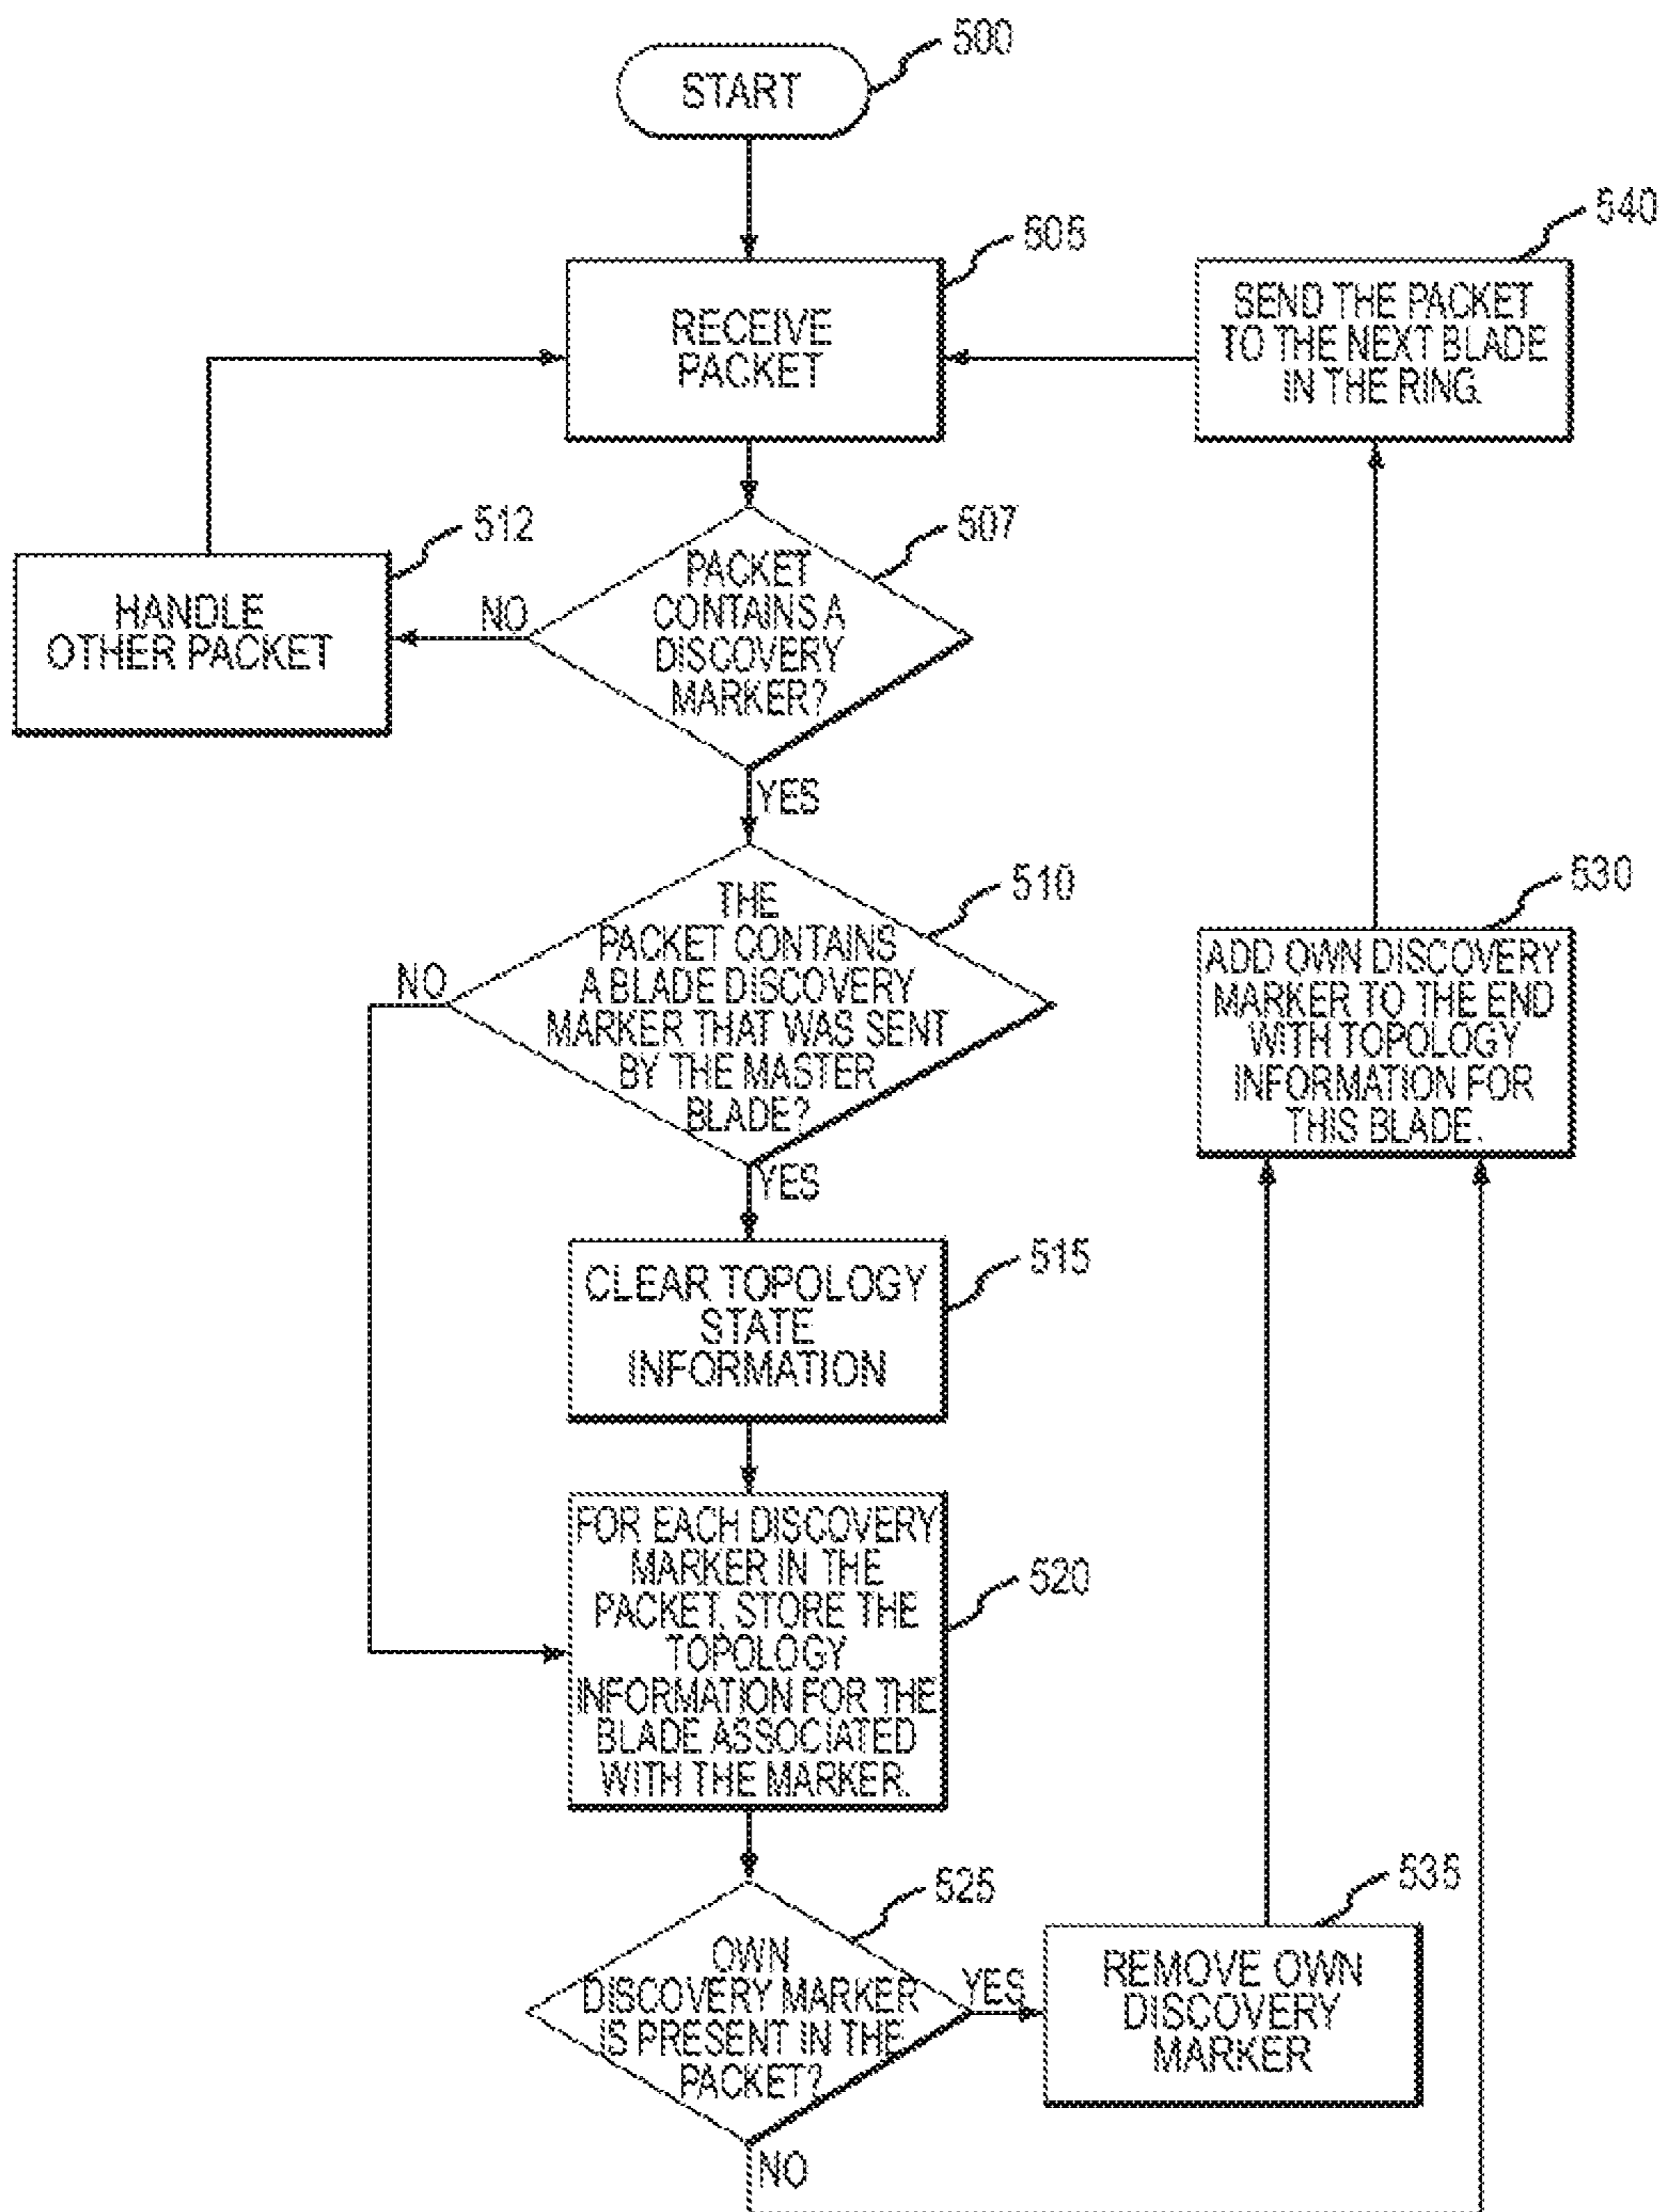 500
START
505
RECEIVE
PACKET
540
SEND THE PACKET
TO THE NEXT BLADE
IN THE RING.
512
HANDLE
OTHER PACKET
507
PACKET
CONTAINS A
DISCOVERY
MARKER?
NO
YES
510
THE
PACKET CONTAINS
A BLADE DISCOVERY
MARKER THAT WAS SENT
BY THE MASTER
BLADE?
NO
YES
530
ADD OWN DISCOVERY
MARKER TO THE END
WITH TOPOLOGY
INFORMATION FOR
THIS BLADE.
515
CLEAR TOPOLOGY
STATE
INFORMATION
520
FOR EACH DISCOVERY
MARKER IN THE
PACKET, STORE THE
TOPOLOGY
INFORMATION FOR THE
BLADE ASSOCIATED
WITH THE MARKER.
525
OWN
DISCOVERY MARKER
IS PRESENT IN THE
PACKET?
YES
NO
535
REMOVE OWN
DISCOVERY
MARKER